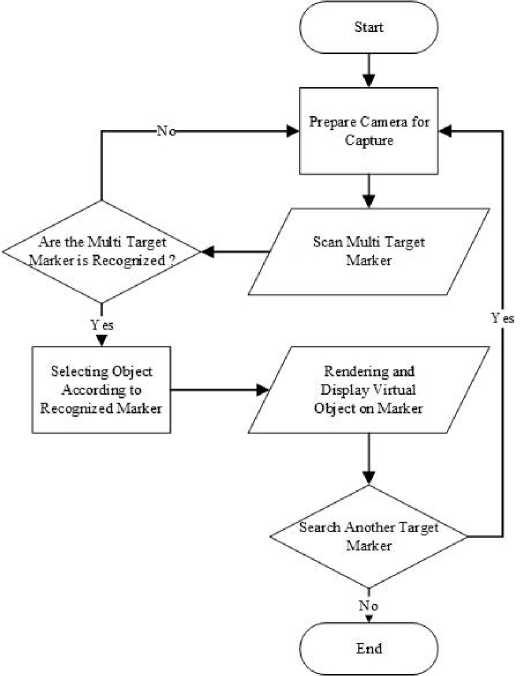 Start
Prepare Camera for
Capture
No
Scan Multi Target
Marker
Are the Multi Target
Marker is Recognized ?
Yes
Yes
Selecting Object
According to
Recognized Marker
Rendering and
Display Virtual
Object on Marker
Search Another Target
Marker
No
End